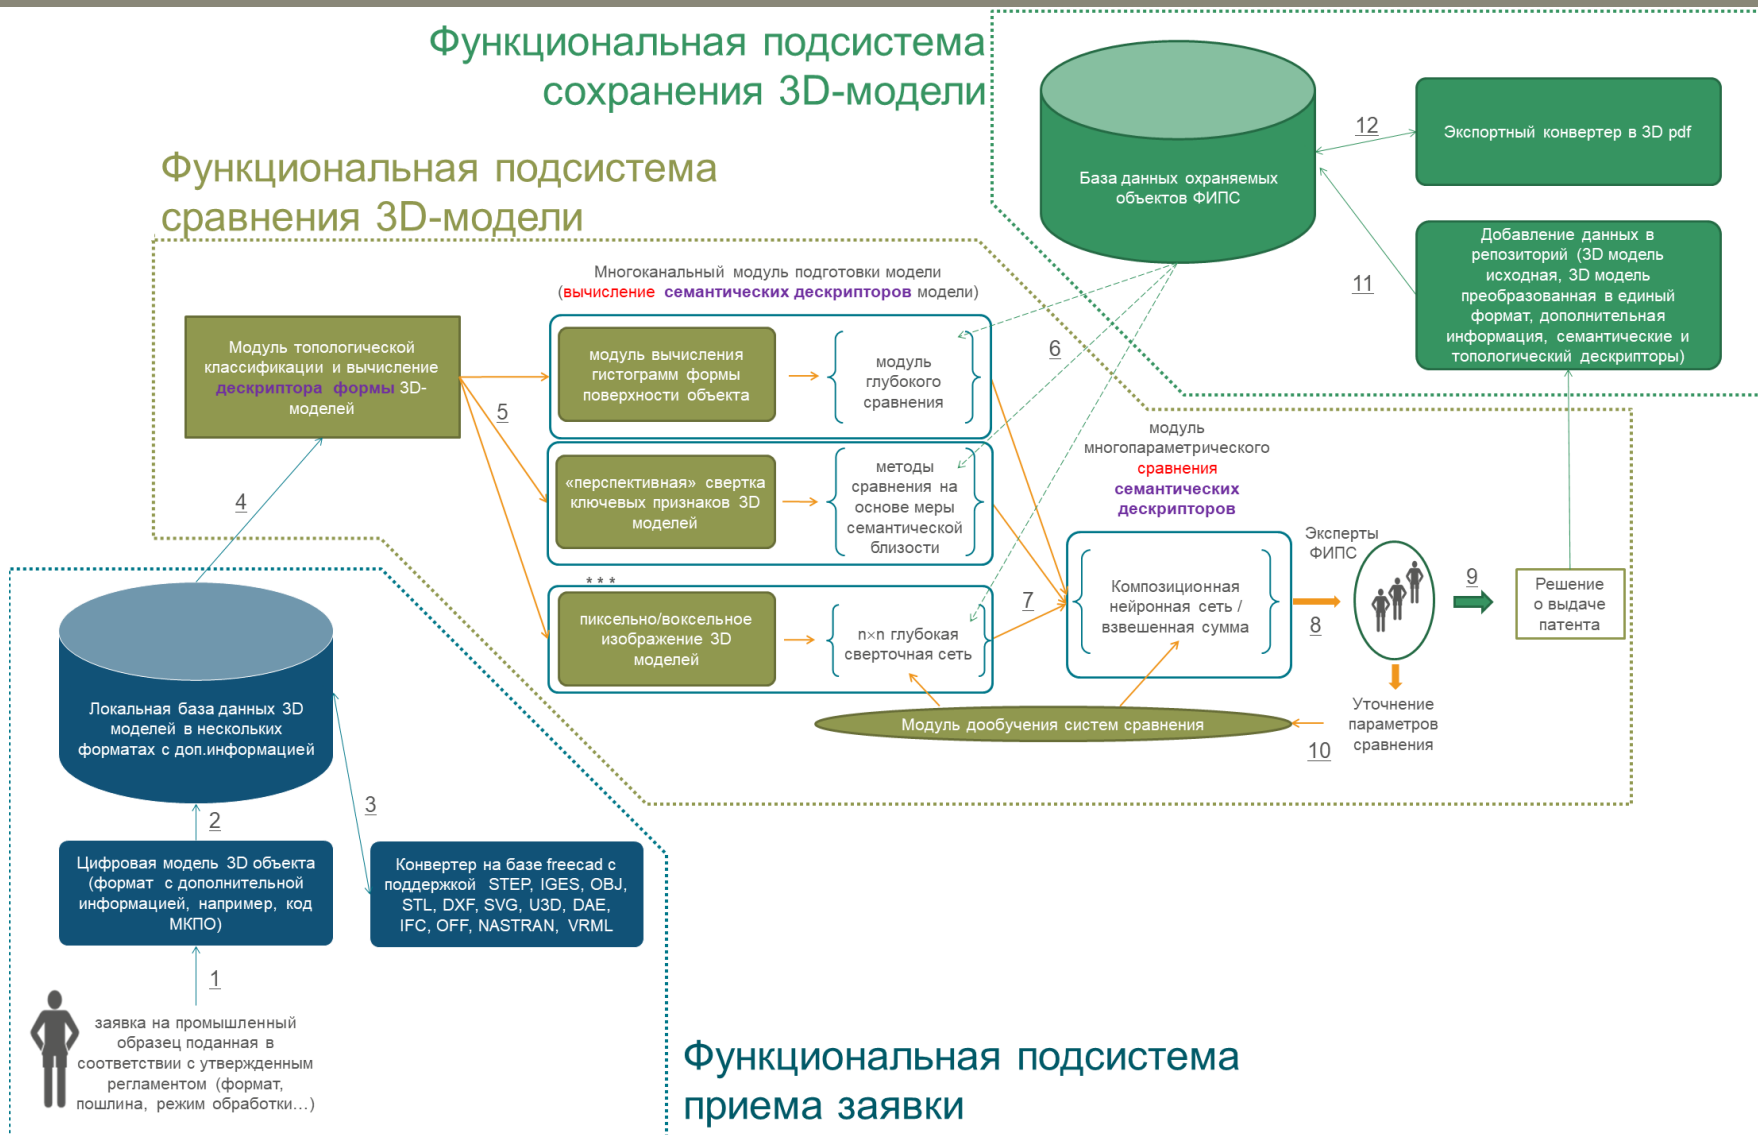 Функциональная подсистема
сохранения 3D-модели
Функциональная подсистема
сравнения 3D-модели
База данных охраняемых
объектов ФИПС
12
Экспортный конвертер в 3D pdf
11
Добавление данных в
репозиторий (3D модель
исходная, 3D модель
преобразованная в единый
формат, дополнительная
информация, семантические и
топологический дескрипторы)
Многоканальный модуль подготовки модели
(вычисление семантических дескрипторов модели)
Модуль топологической
классификации и вычисление
дескриптора формы 3D-
моделей
5
модуль вычисления
гистограмм формы
поверхности объекта
модуль
глубокого
сравнения
6
«перспективная» свертка
ключевых признаков 3D
моделей
методы
сравнения на
основе меры
семантической
близости
* * *
пиксельно/воксельное
изображение 3D
моделей
n×n глубокая
сверточная сеть
7
модуль
многопараметрического
сравнения
семантических
дескрипторов
Композиционная
нейронная сеть /
взвешенная сумма
8
Эксперты
ФИПС
9
Решение
о выдаче
патента
Уточнение
параметров
сравнения
10
Модуль дообучения систем сравнения
4
Локальная база данных 3D
моделей в нескольких
форматах с доп.информацией
2
3
Цифровая модель 3D объекта
(формат с дополнительной
информацией, например, код
МКПО)
Конвертер на базе freecad с
поддержкой STEP, IGES, OBJ,
STL, DXF, SVG, U3D, DAE,
IFC, OFF, NASTRAN, VRML
1
заявка на промышленный
образец поданная в
соответствии с утвержденным
регламентом (формат,
пошлина, режим обработки…)
Функциональная подсистема
приема заявки